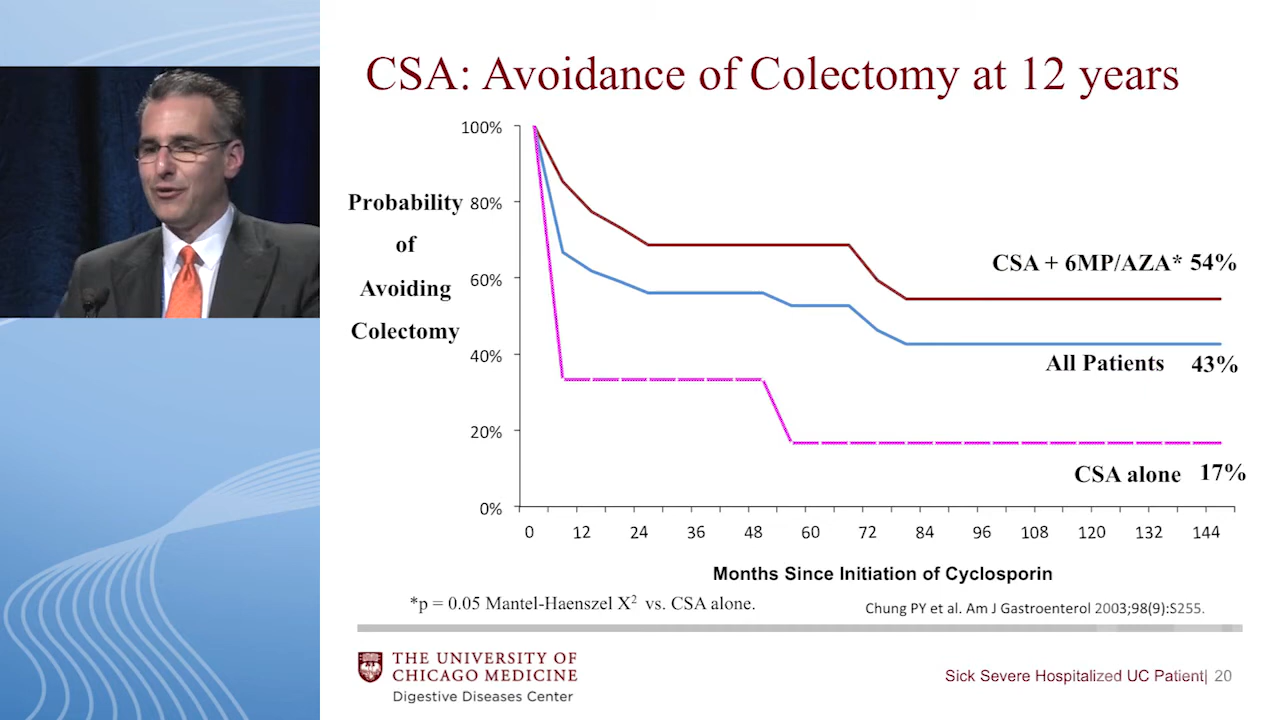 CSA: Avoidance of Colectomy at 12 years
Probability
of
Avoiding
Colectomy
100%
80%
60%
40%
20%
0%
CSA + 6MP/AZA* 54%
All Patients 43%
CSA alone 17%
0 12 24 36 48 60 72 84 96 108 120 132 144
Months Since Initiation of Cyclosporin
*p = 0.05 Mantel-Haenszel X² vs. CSA alone.
Chung PY et al. Am J Gastroenterol 2003;98(9):S255.
THE UNIVERSITY OF
CHICAGO MEDICINE
Digestive Diseases Center
Sick Severe Hospitalized UC Patient| 20